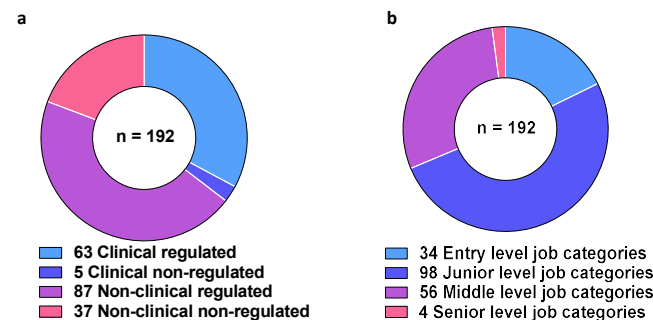 a
n = 192
63 Clinical regulated
5 Clinical non-regulated
87 Non-clinical regulated
37 Non-clinical non-regulated
b
n = 192
34 Entry level job categories
98 Junior level job categories
56 Middle level job categories
4 Senior level job categories